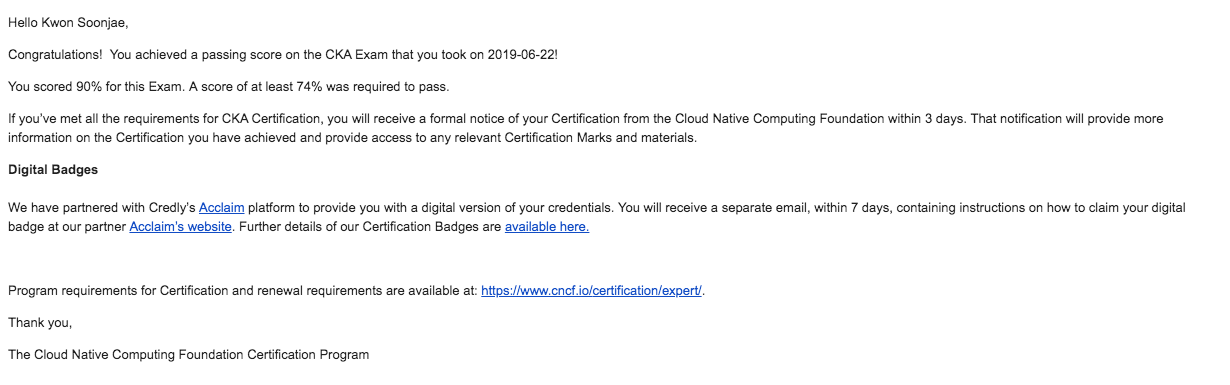 Hello Kwon Soonjae,
Congratulations!  You achieved a passing score on the CKA Exam that you took on 2019-06-22!
You scored 90% for this Exam. A score of at least 74% was required to pass.
If you've met all the requirements for CKA Certification, you will receive a formal notice of your Certification from the Cloud Native Computing Foundation within 3 days. That notification will provide more
information on the Certification you have achieved and provide access to any relevant Certification Marks and materials.
Digital Badges
We have partnered with Credly's Acclaim platform to provide you with a digital version of your credentials. You will receive a separate email, within 7 days, containing instructions on how to claim your digital
badge at our partner Acclaim's website. Further details of our Certification Badges are available here.
Program requirements for Certification and renewal requirements are available at: https://www.cncf.io/certification/expert/.
Thank you,
The Cloud Native Computing Foundation Certification Program